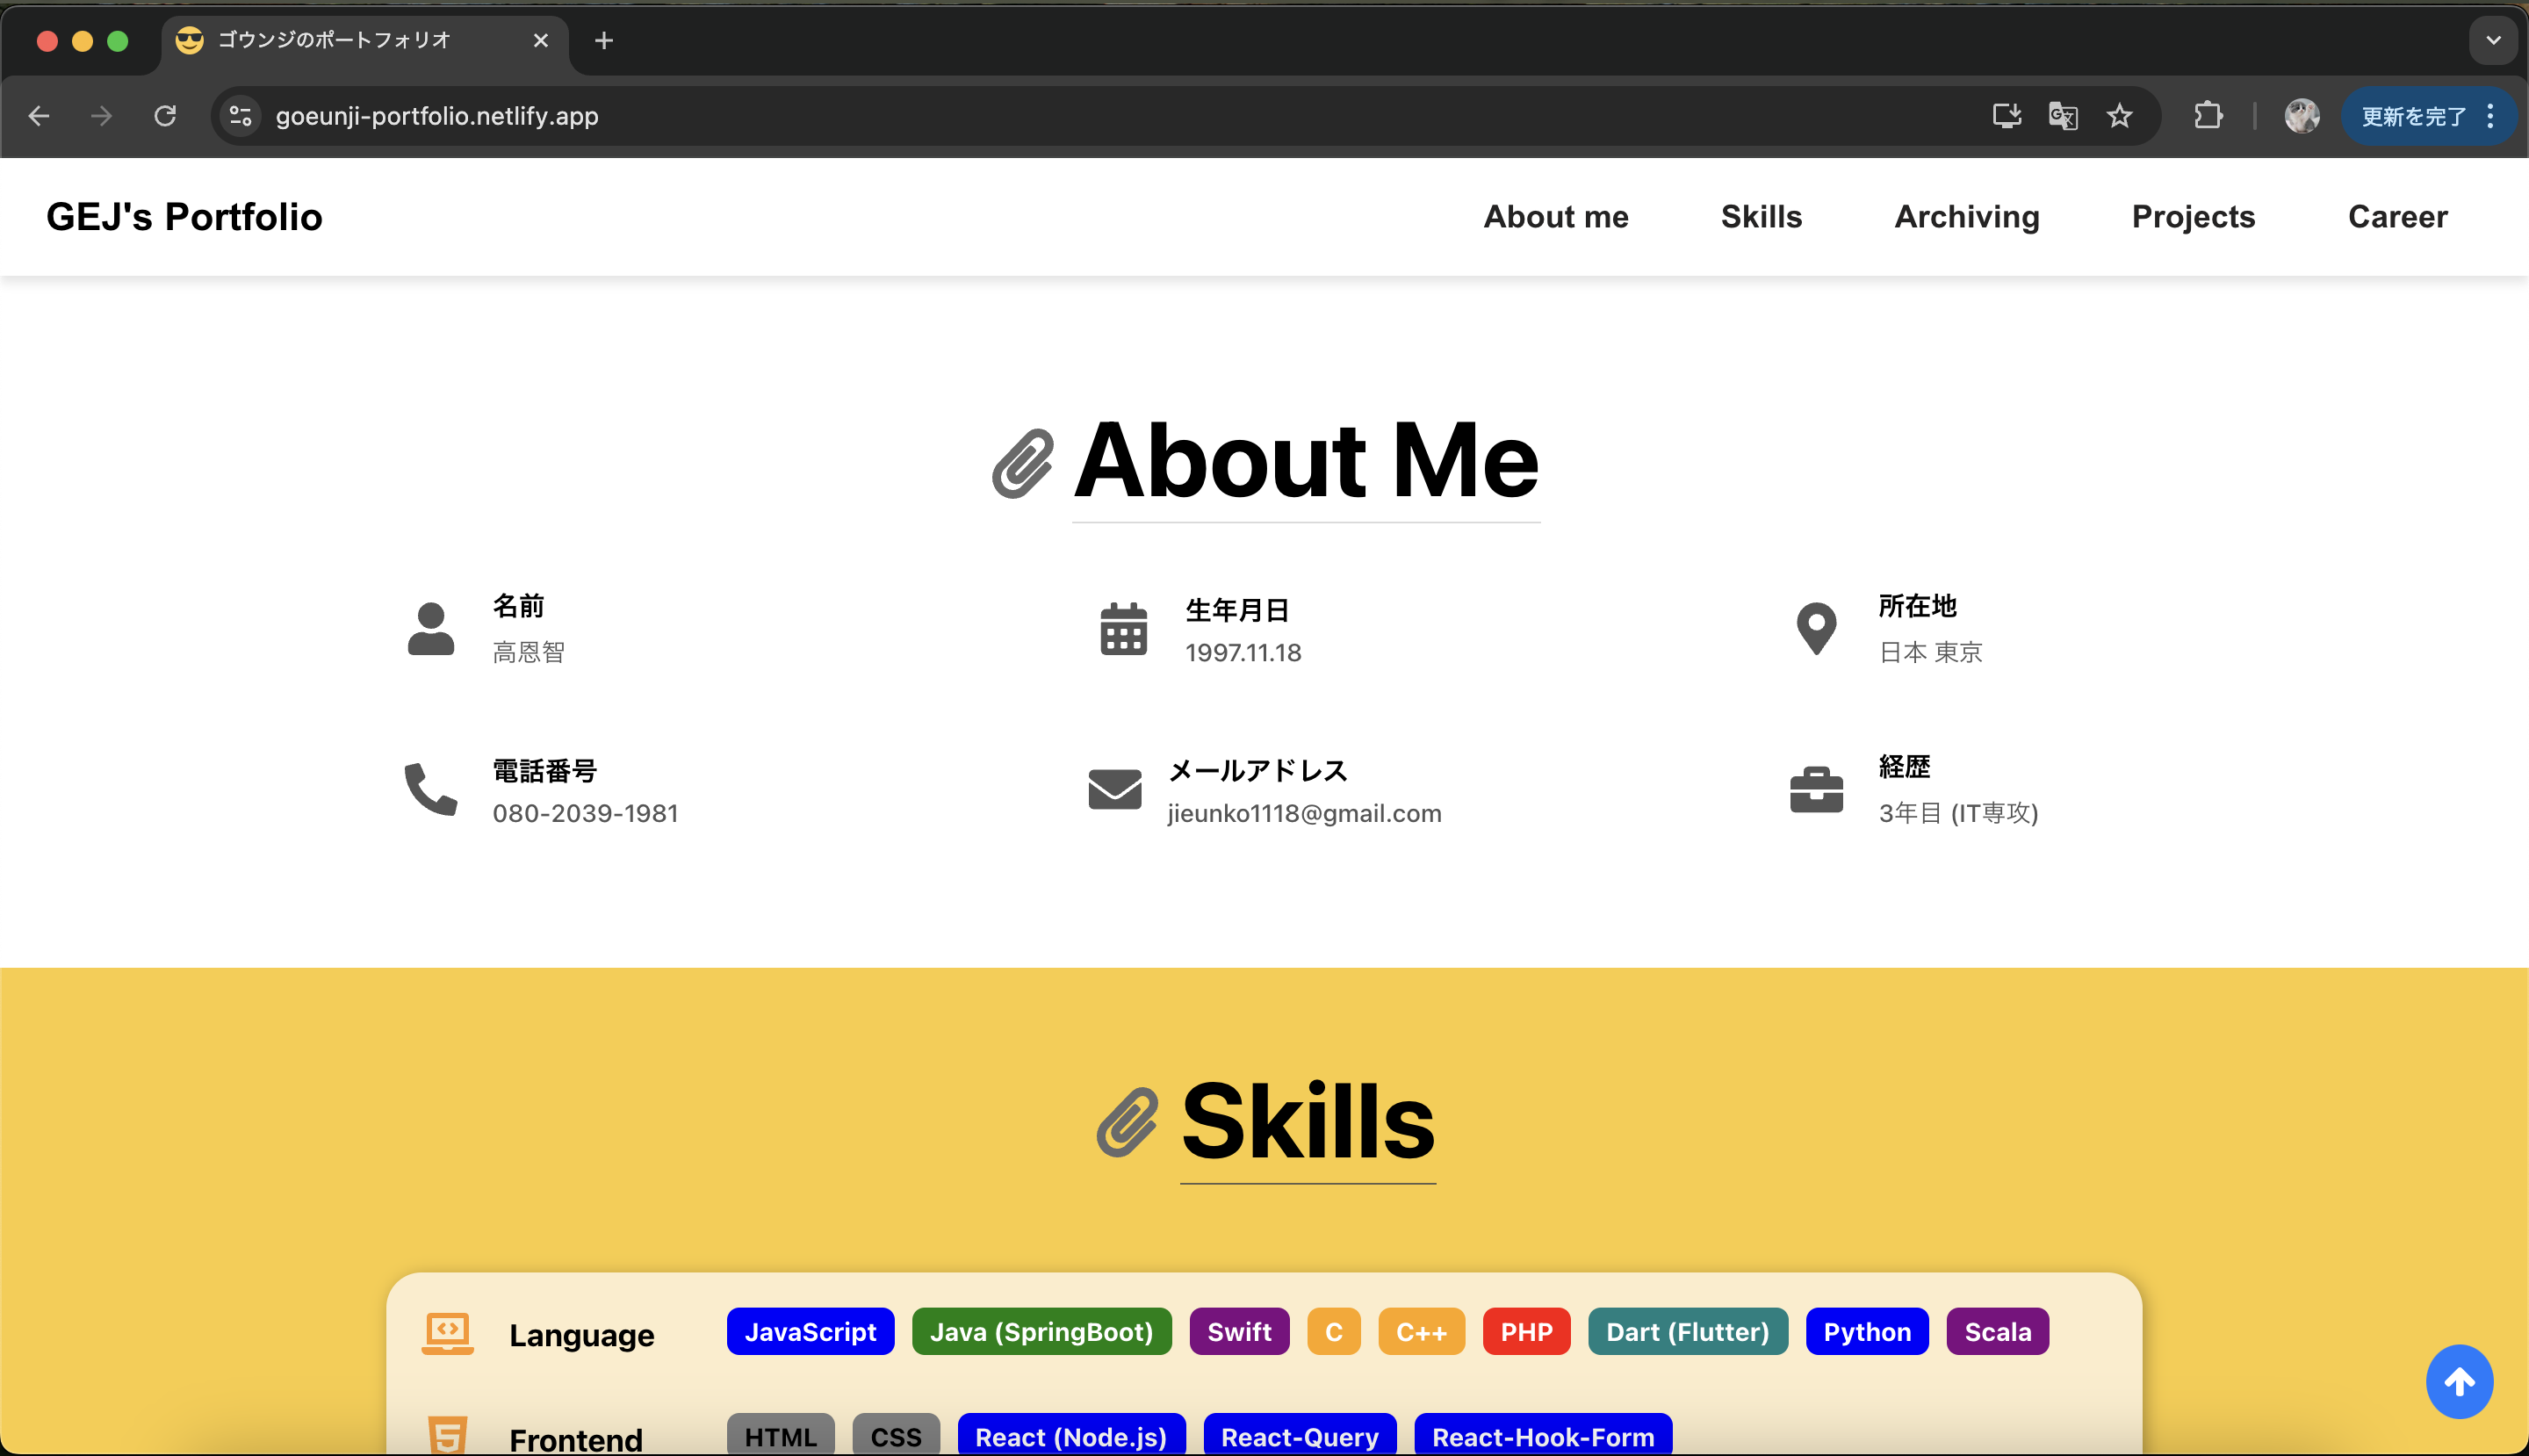 ゴウンジのポートフォリオ
goeunji-portfolio.netlify.app
更新を完了
GEJ's Portfolio
About me
Skills
Archiving
Projects
Career
About Me
名前
高恩智
生年月日
1997.11.18
所在地
日本 東京
電話番号
080-2039-1981
メールアドレス
jieunko1118@gmail.com
経歴
3年目 (IT専攻)
Skills
Language
JavaScript
Java (SpringBoot)
Swift
C
C++
PHP
Dart (Flutter)
Python
Scala
Frontend
HTML
CSS
React (Node.js)
React-Query
React-Hook-Form